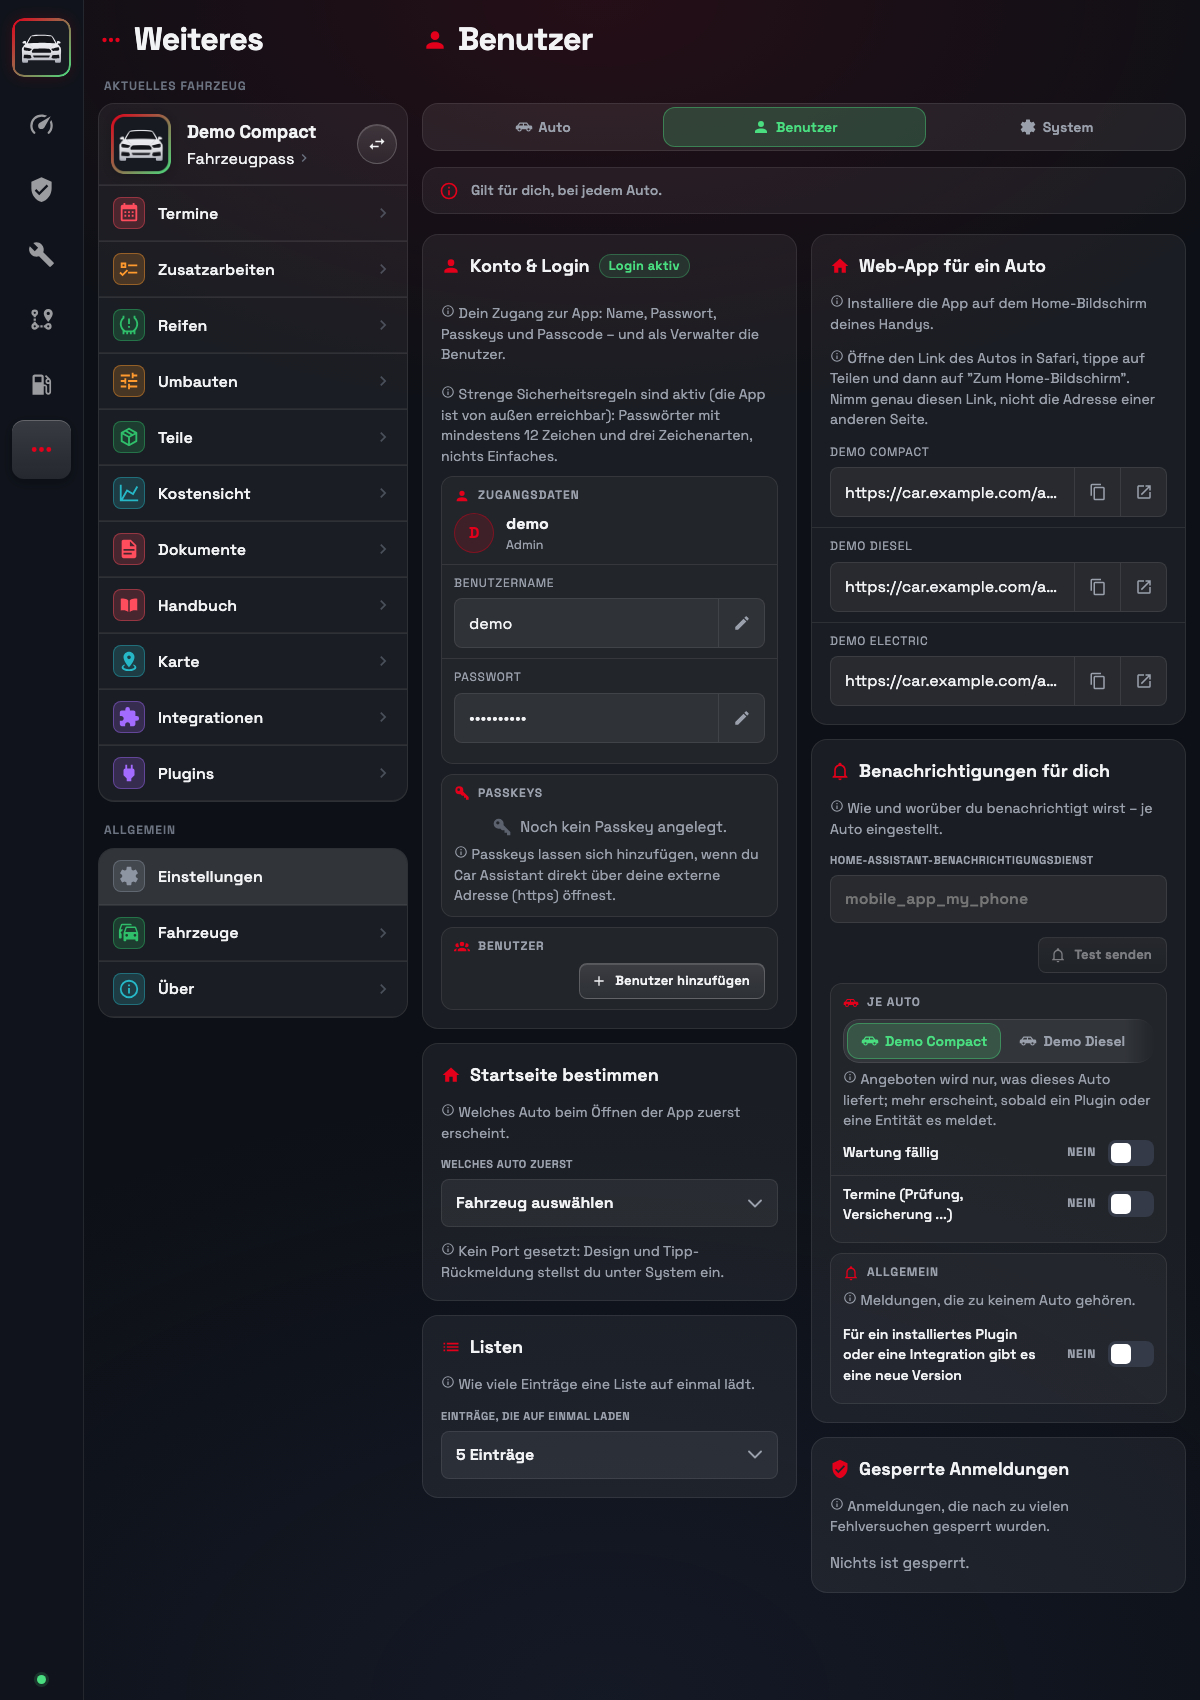 Weiteres
AKTUELLES FAHRZEUG
Demo Compact
Fahrzeugpass
Termine
Zusatzarbeiten
Reifen
Umbauten
Teile
Kostensicht
Dokumente
Handbuch
Karte
Integrationen
Plugins
ALLGEMEIN
Einstellungen
Fahrzeuge
Über
Benutzer
Auto
Benutzer
System
Gilt für dich, bei jedem Auto.
Konto & Login
Login aktiv
Dein Zugang zur App: Name, Passwort,
Passkeys und Passcode – und als Verwalter die
Benutzer.
Strenge Sicherheitsregeln sind aktiv (die App
ist von außen erreichbar): Passwörter mit
mindestens 12 Zeichen und drei Zeichenarten,
nichts Einfaches.
ZUGANGSDATEN
D
demo
Admin
BENUTZERNAME
demo
PASSWORT
••••••••••
PASSKEYS
Noch kein Passkey angelegt.
Passkeys lassen sich hinzufügen, wenn du
Car Assistant direkt über deine externe
Adresse (https) öffnest.
BENUTZER
Benutzer hinzufügen
Startseite bestimmen
Welches Auto beim Öffnen der App zuerst
erscheint.
WELCHES AUTO ZUERST
Fahrzeug auswählen
Kein Port gesetzt: Design und Tipp-
Rückmeldung stellst du unter System ein.
Listen
Wie viele Einträge eine Liste auf einmal lädt.
EINTRÄGE, DIE AUF EINMAL LADEN
5 Einträge
Web-App für ein Auto
Installiere die App auf dem Home-Bildschirm
deines Handys.
Öffne den Link des Autos in Safari, tippe auf
Teilen und dann auf "Zum Home-Bildschirm".
Nimm genau diesen Link, nicht die Adresse einer
anderen Seite.
DEMO COMPACT
https://car.example.com/a...
DEMO DIESEL
https://car.example.com/a...
DEMO ELECTRIC
https://car.example.com/a...
Benachrichtigungen für dich
Wie und worüber du benachrichtigt wirst – je
Auto eingestellt.
HOME-ASSISTANT-BENACHRICHTIGUNGSDIENST
mobile_app_my_phone
Test senden
JE AUTO
Demo Compact
Demo Diesel
Angeboten wird nur, was dieses Auto
liefert; mehr erscheint, sobald ein Plugin oder
eine Entität es meldet.
Wartung fällig
NEIN
Termine (Prüfung,
Versicherung ...)
NEIN
ALLGEMEIN
Meldungen, die zu keinem Auto gehören.
Für ein installiertes Plugin
oder eine Integration gibt es
eine neue Version
NEIN
Gesperrte Anmeldungen
Anmeldungen, die nach zu vielen
Fehlversuchen gesperrt wurden.
Nichts ist gesperrt.